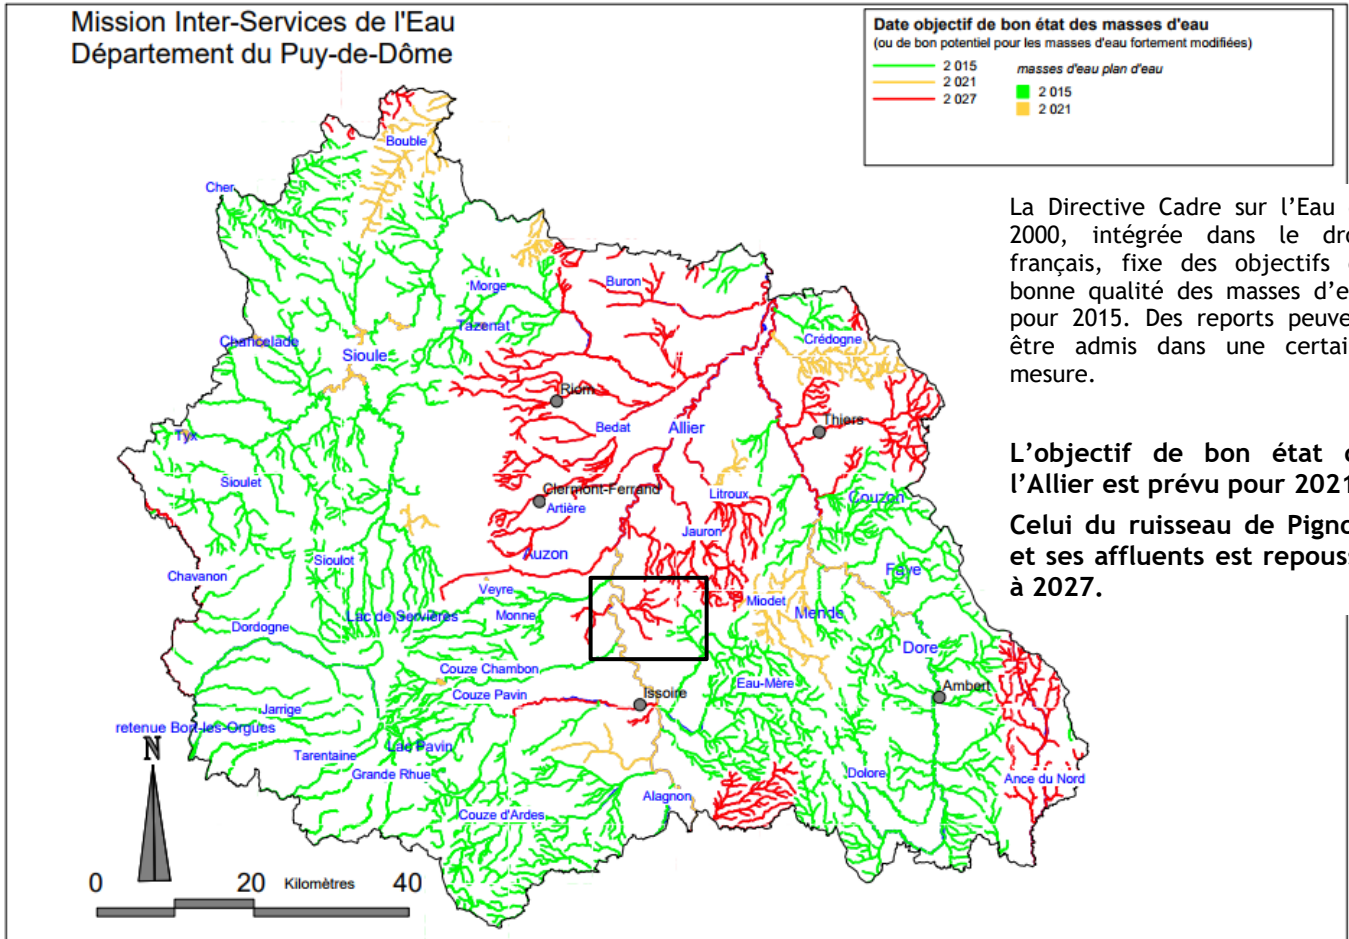 Mission Inter-Services de l'Eau
Département du Puy-de-Dôme
Date objectif de bon état des masses d'eau
(ou de bon potentiel pour les masses d'eau fortement modifiées)
2 015
2 021
2 027
masses d'eau plan d'eau
2 015
2 021
La Directive Cadre sur l'Eau
2000, intégrée dans le
français, fixe des objectifs
bonne qualité des masses
pour 2015. Des reports
être admis dans une
mesure.
L'objectif de bon état
l'Allier est prévu pour 2021
Celui du ruisseau de
et ses affluents est
à 2027.
Bouble
Cher
Morge
Buron
Tazenat
Chancelade
Sioule
Crédogne
Riom
Thiers
Bedat
Allier
Tyx
Sioulet
Clermont-Ferrand
Artière
Litroux
Couzon
Jauron
Auzon
Sioulot
Faye
Chavanon
Veyre
Miodet
Lac de Servières
Monne
Mende
Dordogne
Dore
Couze Chambon
Eau-Mère
Couze Pavin
Issoire
Ambert
Jarrige
retenue Bort-les-Orgues
Lac Pavin
Tarentaine
Grande Rhue
Dolore
Ance du Nord
Alagnon
Couze d'Ardes
N
0 20 Kilomètres 40